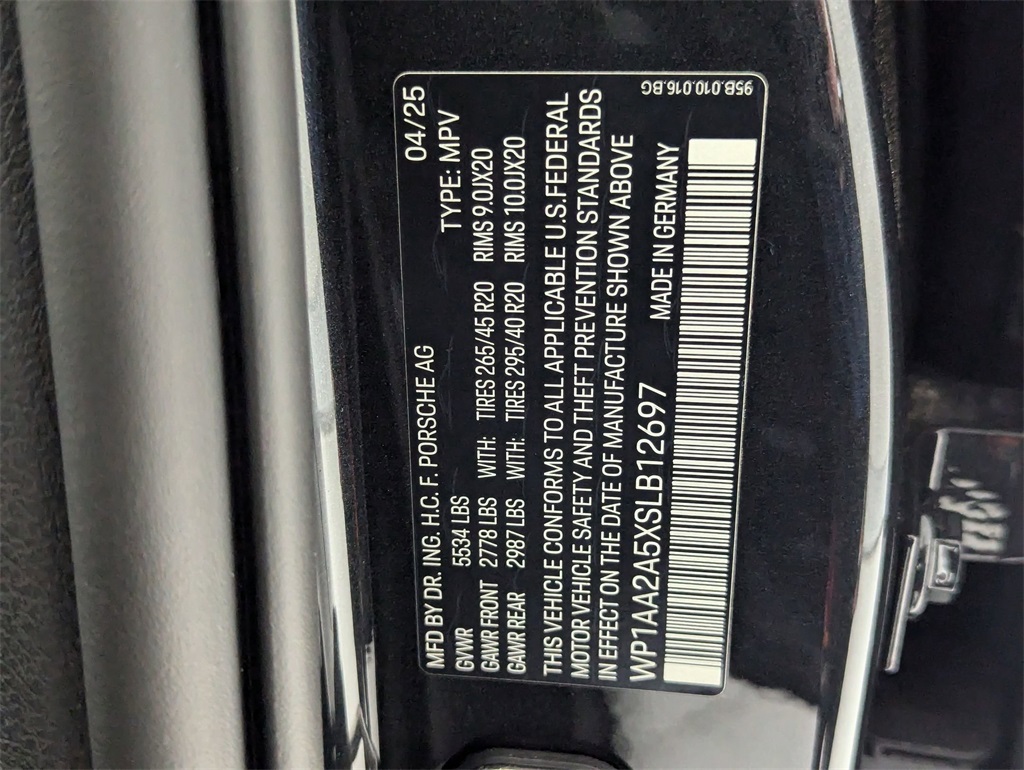 MFD BY DR. ING. H.C. F. PORSCHE AG 04/25
GVWR 5534 LBS TYPE: MPV
GAWR FRONT 2778 LBS WITH: TIRES 265/45 R20 RIMS 9.0JX20
GAWR REAR 2987 LBS WITH: TIRES 295/40 R20 RIMS 10.0JX20
THIS VEHICLE CONFORMS TO ALL APPLICABLE U.S. FEDERAL
MOTOR VEHICLE SAFETY AND THEFT PREVENTION STANDARDS
IN EFFECT ON THE DATE OF MANUFACTURE SHOWN ABOVE
WP1AA2A5XSLB12697 MADE IN GERMANY
95B.010.016.BG